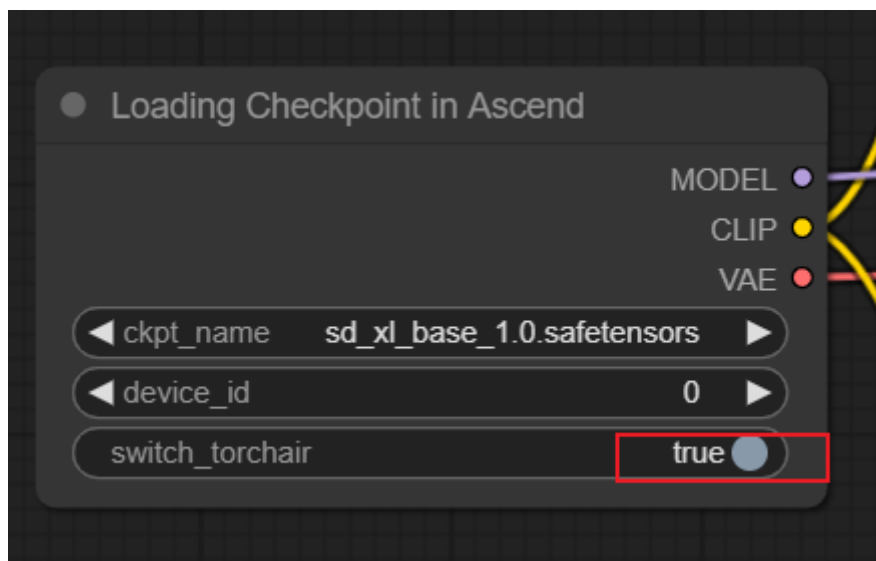 Loading Checkpoint in Ascend
MODEL
CLIP
VAE
ckpt_name sd_xl_base_1.0.safetensors
device_id 0
switch_torchair true